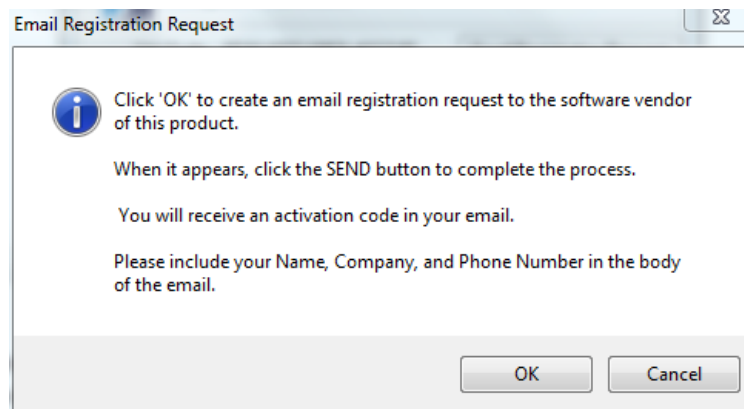 Email Registration Request
Click 'OK' to create an email registration request to the software vendor
of this product.
When it appears, click the SEND button to complete the process.
You will receive an activation code in your email.
Please include your Name, Company, and Phone Number in the body
of the email.
OK
Cancel